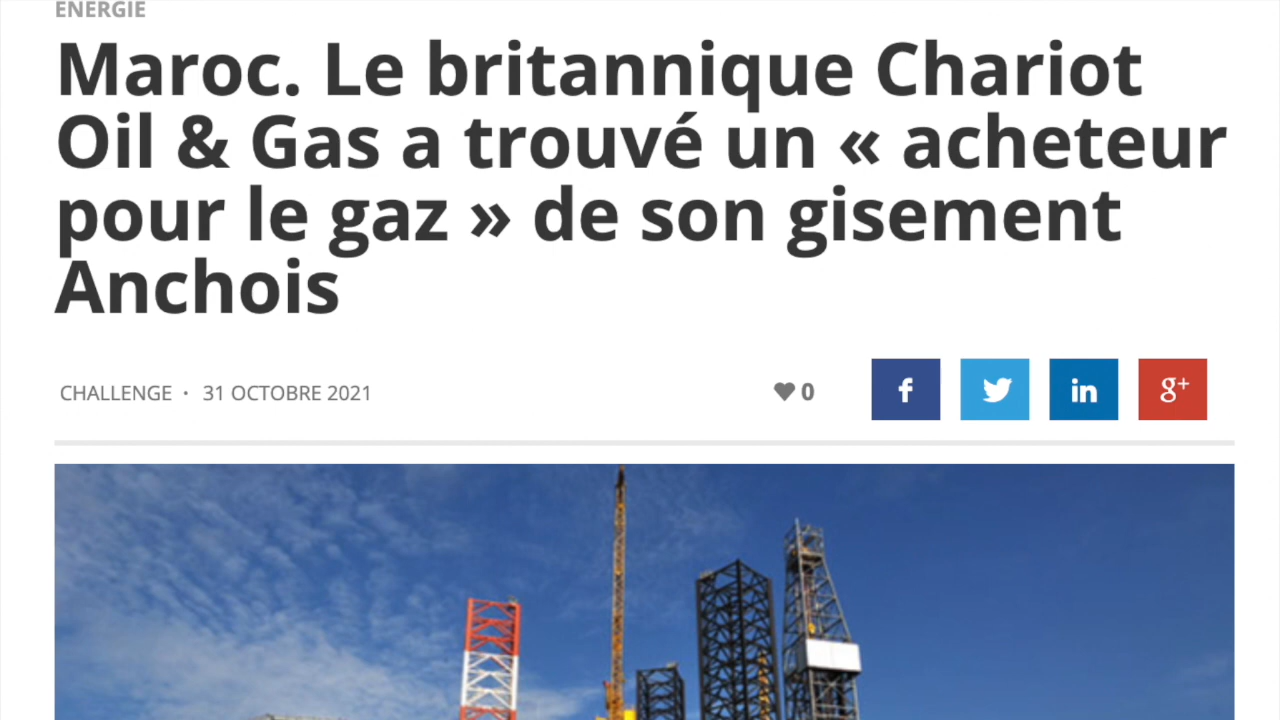 ENERGIE
Maroc. Le britannique Chariot
Oil & Gas a trouvé un « acheteur
pour le gaz » de son gisement
Anchois
CHALLENGE · 31 OCTOBRE 2021
0
f
in
g+